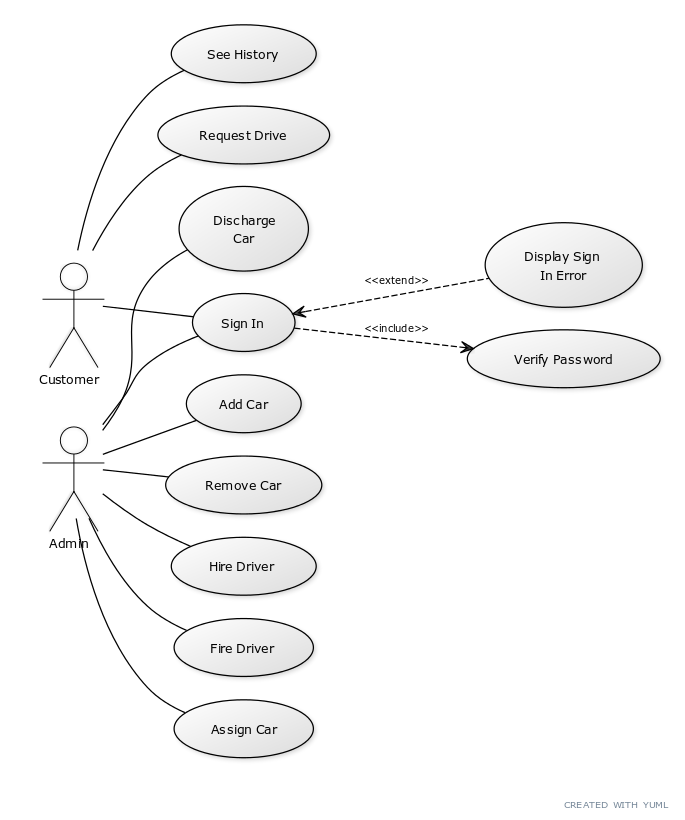 See History
Request Drive
Discharge
Car
Display Sign
In Error
<<extend>>
Sign In
<<include>>
Verify Password
Customer
Add Car
Remove Car
Admin
Hire Driver
Fire Driver
Assign Car
CREATED WITH YUML